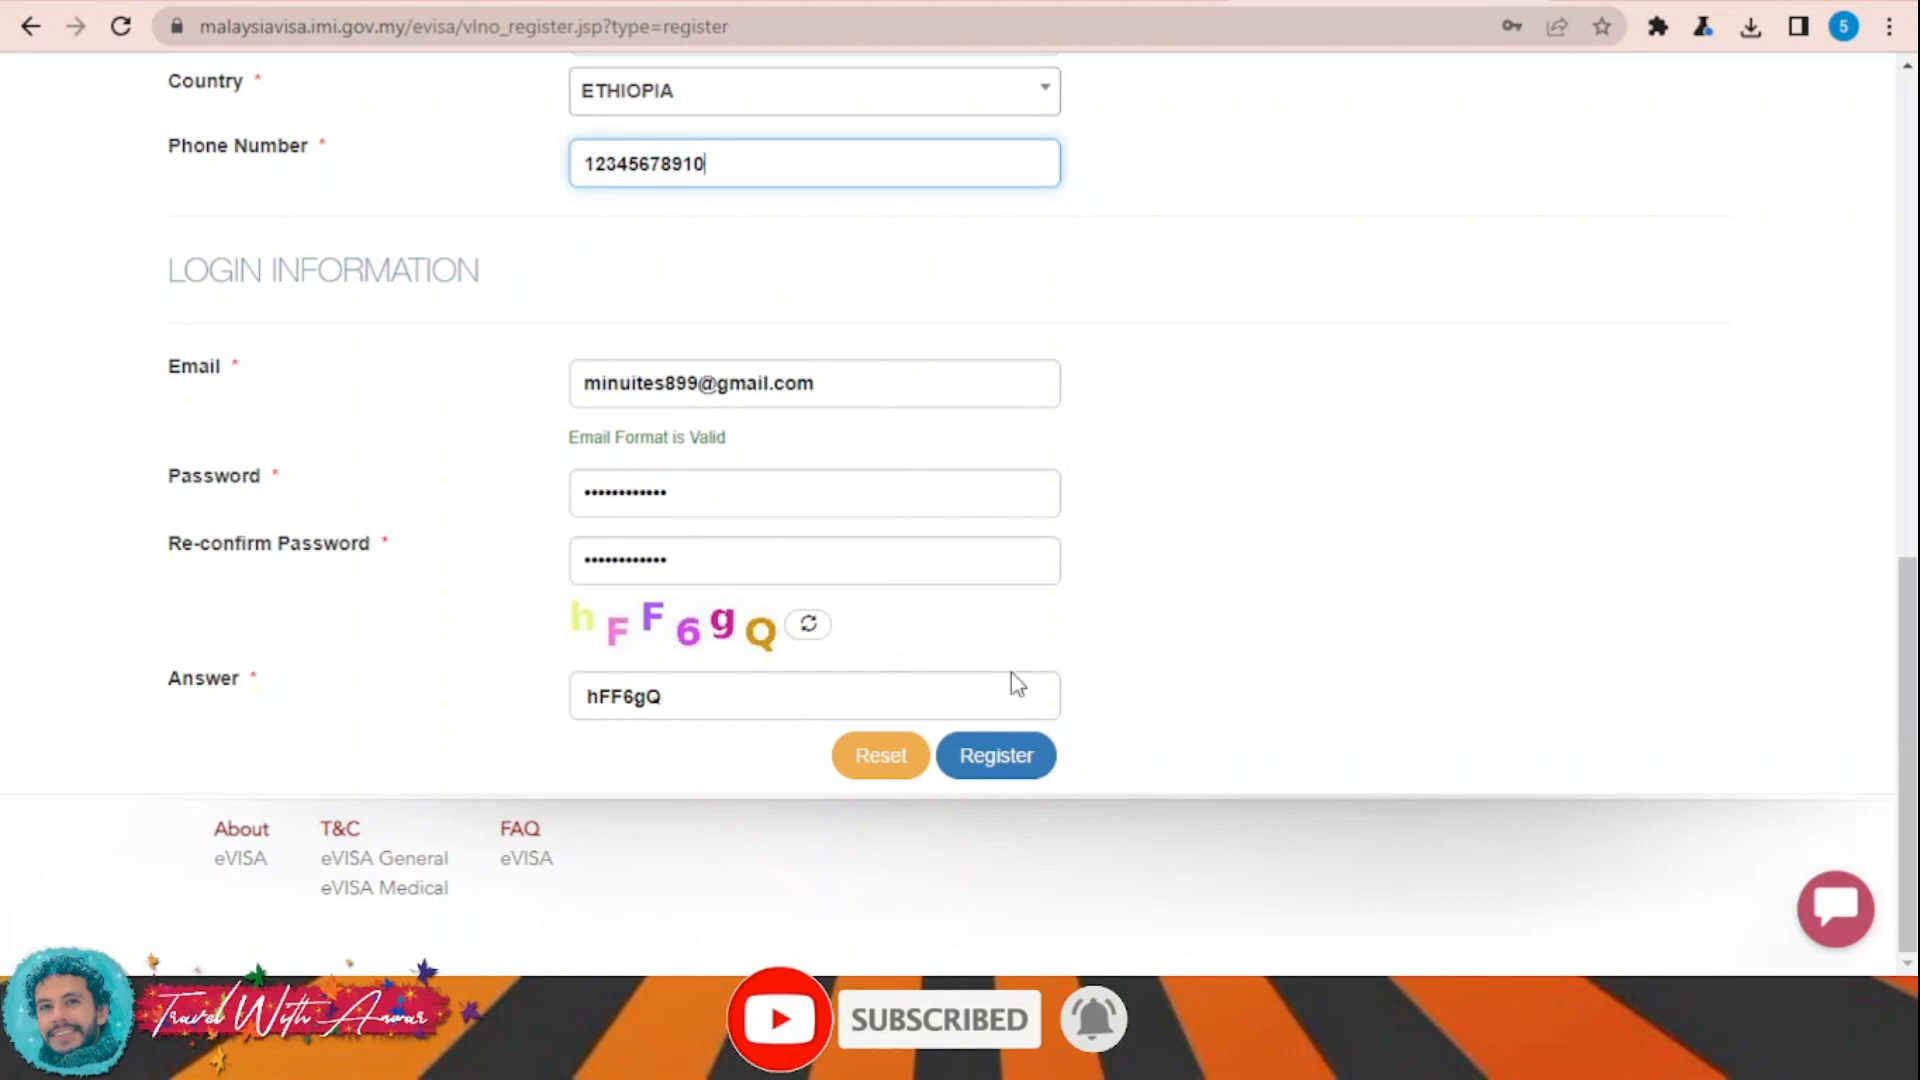 malaysiavisa.imi.gov.my/evisa/vlno_register.jsp?type=register
5
Country *
ETHIOPIA
Phone Number *
12345678910
LOGIN INFORMATION
Email *
minuites899@gmail.com
Email Format is Valid
Password *
••••••••••••
Re-confirm Password *
••••••••••••
hFF6gQ
Answer *
hFF6gQ
Reset Register
About T&C FAQ
eVISA eVISA General eVISA
eVISA Medical
Travel With Anwar
SUBSCRIBED